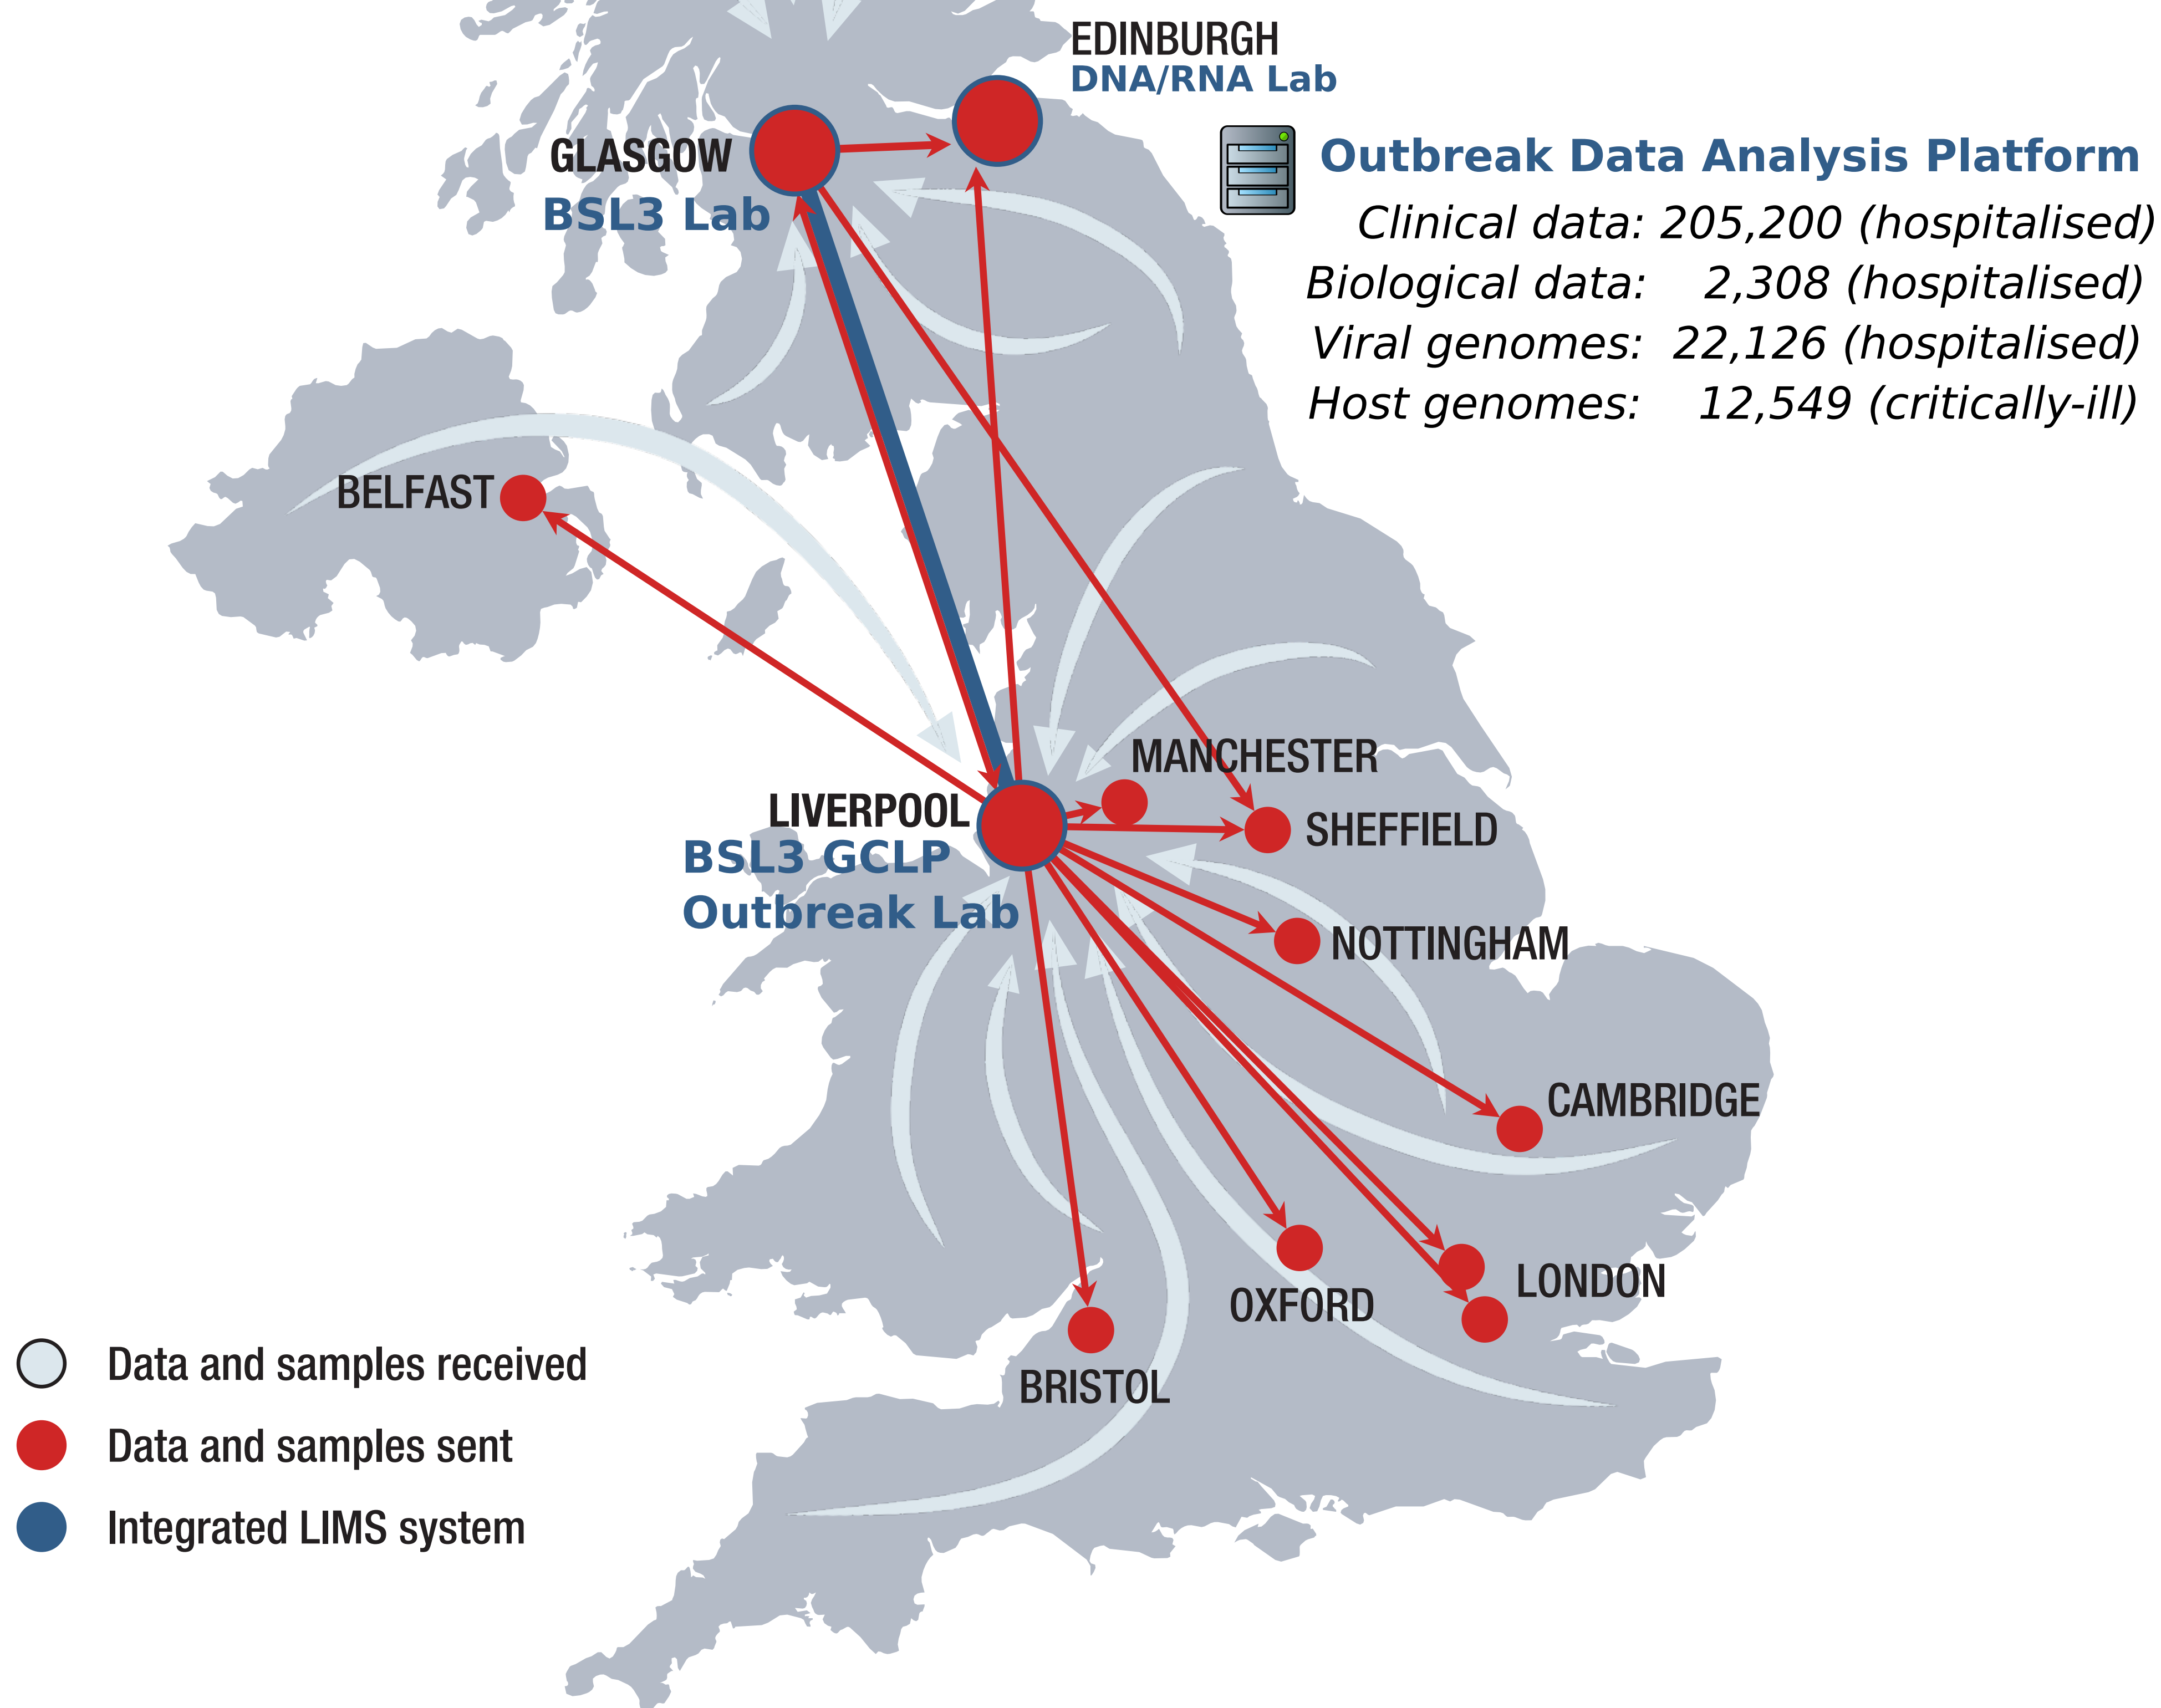 EDINBURGH
DNA/RNA Lab
GLASGOW
BSL3 Lab
Outbreak Data Analysis Platform
Clinical data: 205,200 (hospitalised)
Biological data: 2,308 (hospitalised)
Viral genomes: 22,126 (hospitalised)
Host genomes: 12,549 (critically-ill)
BELFAST
MANCHESTER
LIVERPOOL
BSL3 GCLP
Outbreak Lab
SHEFFIELD
NOTTINGHAM
CAMBRIDGE
LONDON
OXFORD
BRISTOL
Data and samples received
Data and samples sent
Integrated LIMS system